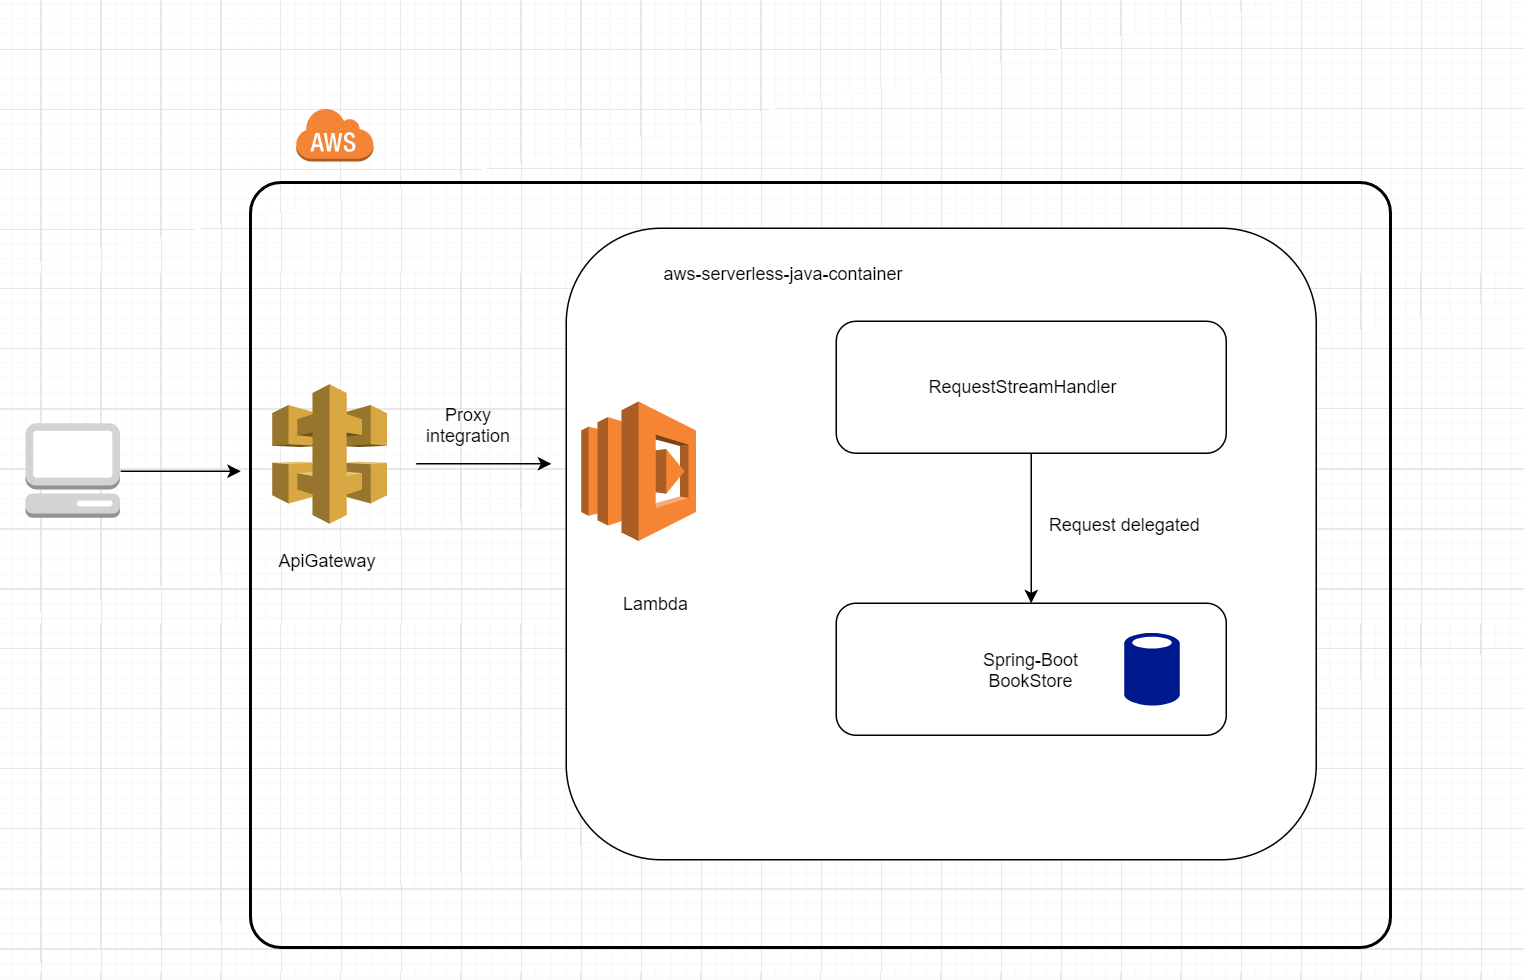 AWS
aws-serverless-java-container
RequestStreamHandler
Proxy
integration
Request delegated
ApiGateway
Lambda
Spring-Boot
BookStore